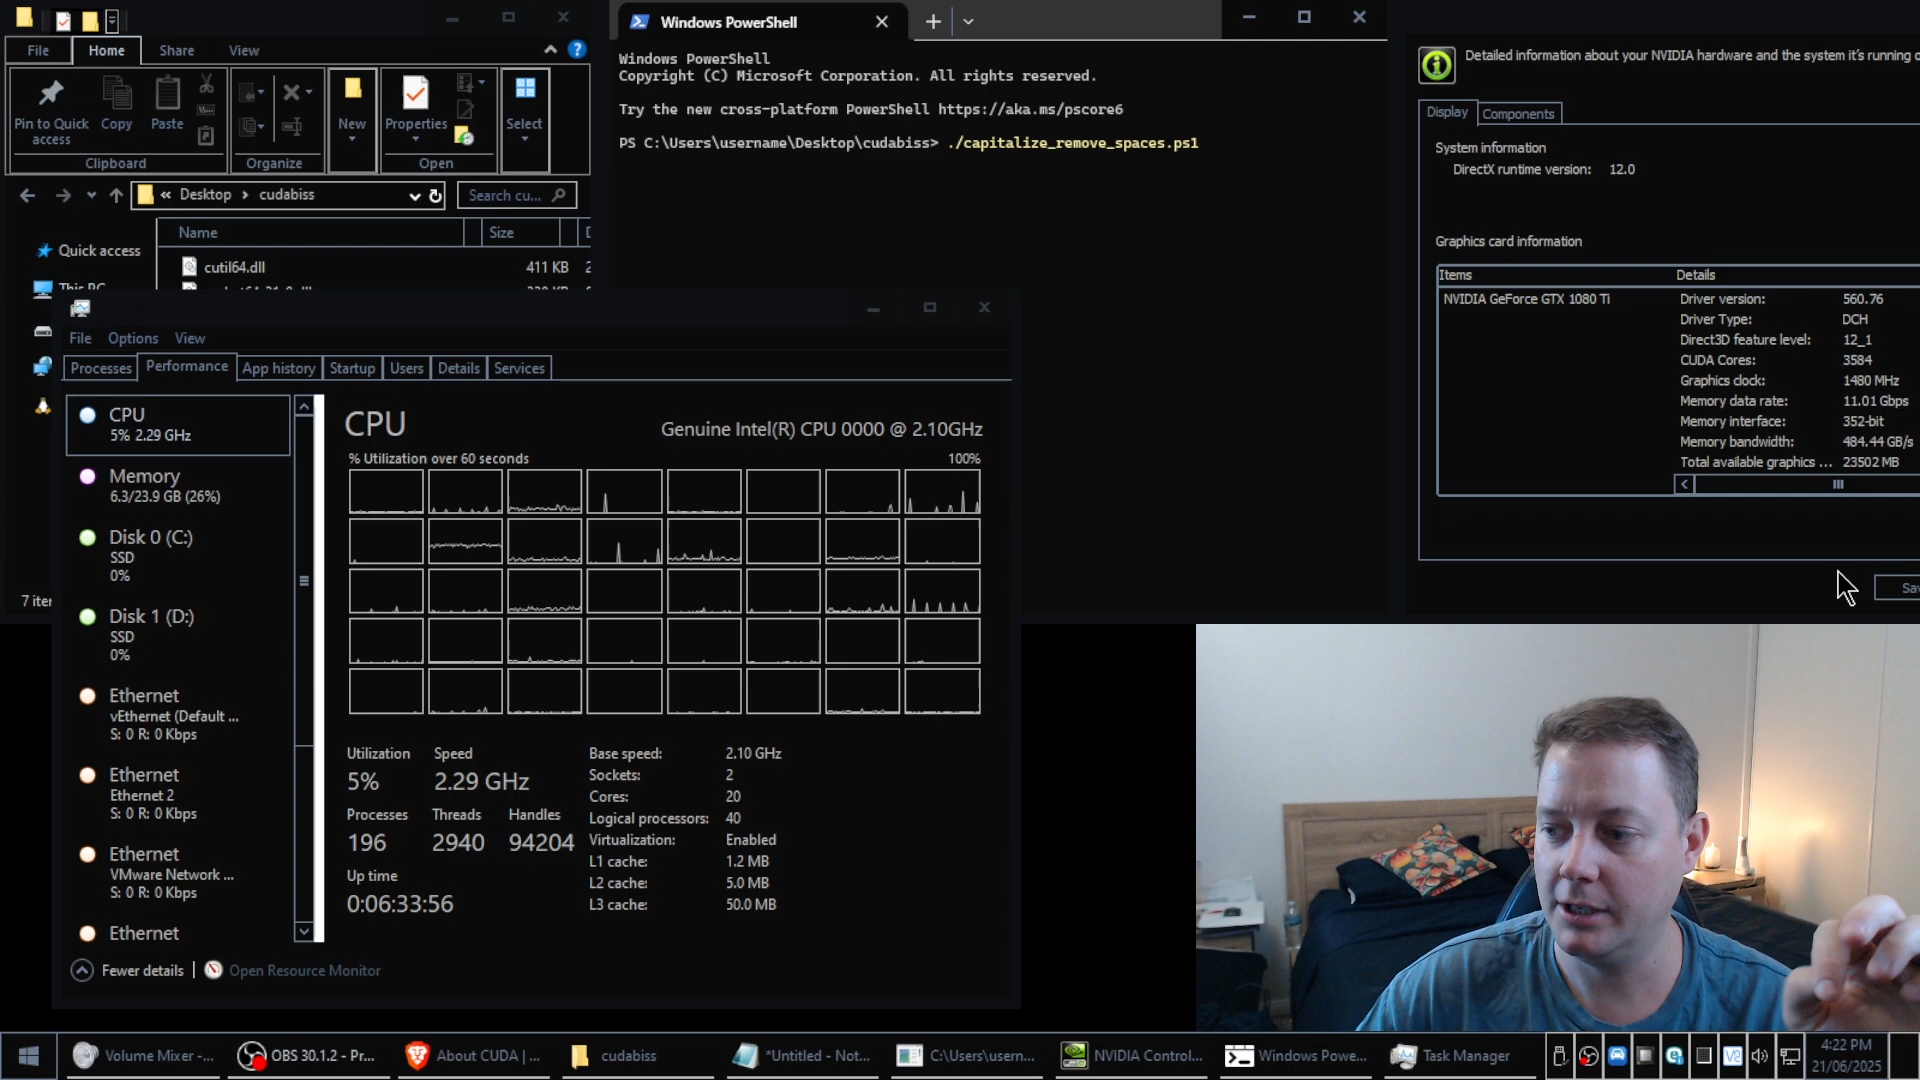 File
Home
Share
View
Pin to Quick access
Copy
Paste
New
Properties
Select
Clipboard
Organize
Open
« Desktop > cudabiss
Search cu...
Quick access
Name
Size
cutil64.dll
411 KB
7 iter
Windows PowerShell
Windows PowerShell
Copyright (C) Microsoft Corporation. All rights reserved.
Try the new cross-platform PowerShell https://aka.ms/pscore6
PS C:\Users\username\Desktop\cudabiss> ./capitalize_remove_spaces.ps1
Detailed information about your NVIDIA hardware and the system it's running
Display
Components
System information
DirectX runtime version: 12.0
Graphics card information
Items
Details
NVIDIA GeForce GTX 1080 Ti
Driver version: 560.76
Driver Type: DCH
Direct3D feature level: 12_1
CUDA Cores: 3584
Graphics clock: 1480 MHz
Memory data rate: 11.01 Gbps
Memory interface: 352-bit
Memory bandwidth: 484.44 GB/s
Total available graphics ... 23502 MB
File
Options
View
Processes
Performance
App history
Startup
Users
Details
Services
CPU
5% 2.29 GHz
Memory
6.3/23.9 GB (26%)
Disk 0 (C:)
SSD
0%
Disk 1 (D:)
SSD
0%
Ethernet
vEthernet (Default ...
S: 0 R: 0 Kbps
Ethernet
Ethernet 2
S: 0 R: 0 Kbps
Ethernet
VMware Network ...
S: 0 R: 0 Kbps
Ethernet
CPU
Genuine Intel(R) CPU 0000 @ 2.10GHz
% Utilization over 60 seconds
100%
Utilization
5%
Speed
2.29 GHz
Processes
196
Threads
2940
Handles
94204
Up time
0:06:33:56
Base speed: 2.10 GHz
Sockets: 2
Cores: 20
Logical processors: 40
Virtualization: Enabled
L1 cache: 1.2 MB
L2 cache: 5.0 MB
L3 cache: 50.0 MB
Fewer details
Open Resource Monitor
Volume Mixer -...
OBS 30.1.2 - Pr...
About CUDA | ...
cudabiss
*Untitled - Not...
C:\Users\usern...
NVIDIA Control...
Windows Powe...
Task Manager
4:22 PM
21/06/2025